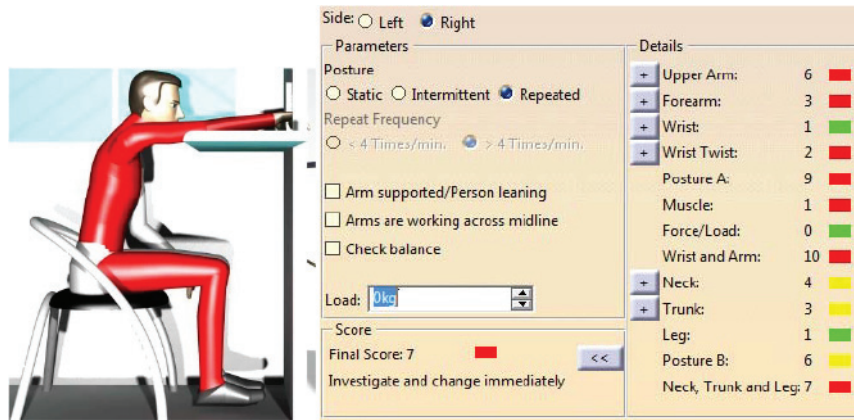 Side: Left Right
Parameters
Posture
Static Intermittent Repeated
Repeat Frequency
< 4 Times/min. > 4 Times/min.
Arm supported/Person leaning
Arms are working across midline
Check balance
Load: 0kg
Score
Final Score: 7
<<
Investigate and change immediately
Details
+ Upper Arm: 6
+ Forearm: 3
+ Wrist: 1
+ Wrist Twist: 2
Posture A: 9
Muscle: 1
Force/Load: 0
Wrist and Arm: 10
+ Neck: 4
+ Trunk: 3
Leg: 1
Posture B: 6
Neck, Trunk and Leg: 7